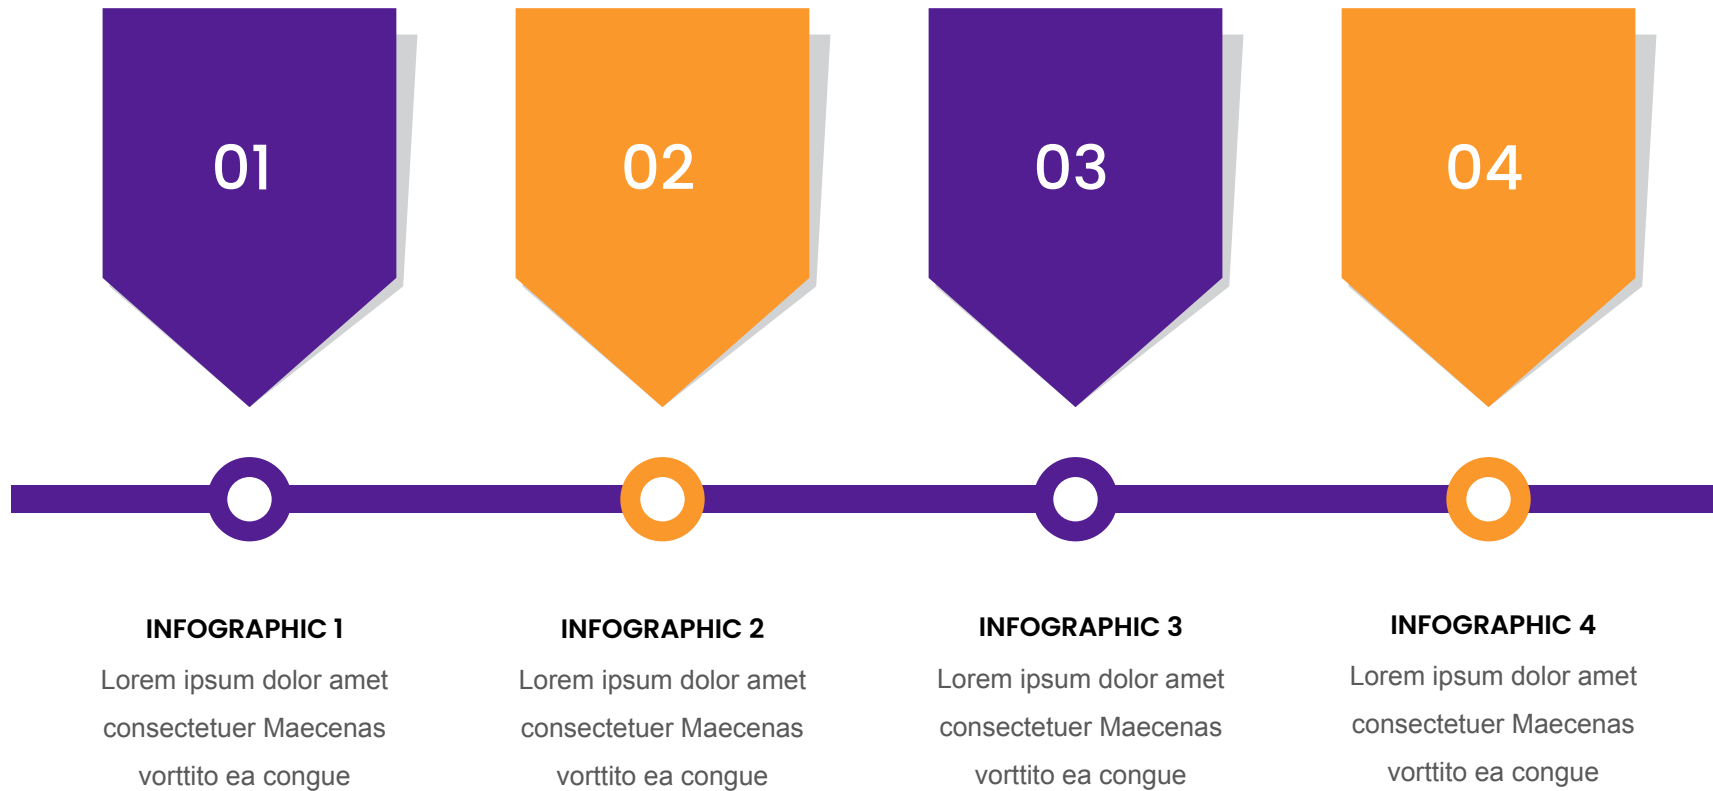 01
02
03
04
INFOGRAPHIC 1
Lorem ipsum dolor amet
consectetuer Maecenas
vorttito ea congue
INFOGRAPHIC 2
Lorem ipsum dolor amet
consectetuer Maecenas
vorttito ea congue
INFOGRAPHIC 3
Lorem ipsum dolor amet
consectetuer Maecenas
vorttito ea congue
INFOGRAPHIC 4
Lorem ipsum dolor amet
consectetuer Maecenas
vorttito ea congue